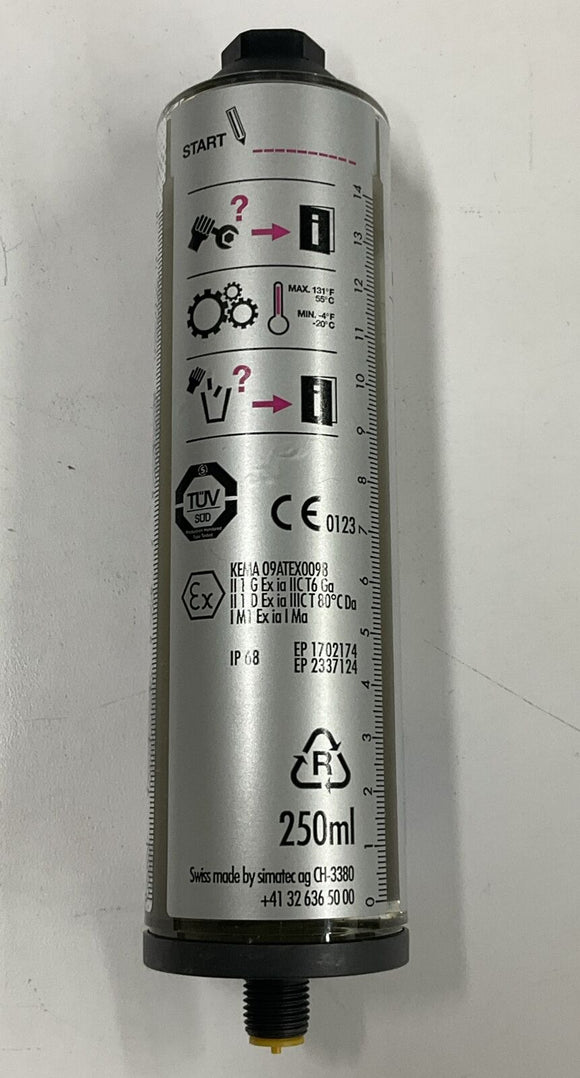 START
?
MAX. 131°F
55°C
MIN. -4°F
-20°C
?
TÜV
SÜD
CE 0123
KEMA 09ATEX0098
Ex
II 1 G Ex ia IIC T6 Ga
II 1 D Ex ia IIIC T 80°C Da
I M1 Ex ia I Ma
IP 68
EP 1702174
EP 2337124
R
250ml
Swiss made by simatec ag CH-3380
+41 32 636 50 00
14
13
12
11
10
9
8
7
6
5
4
3
2
1
0